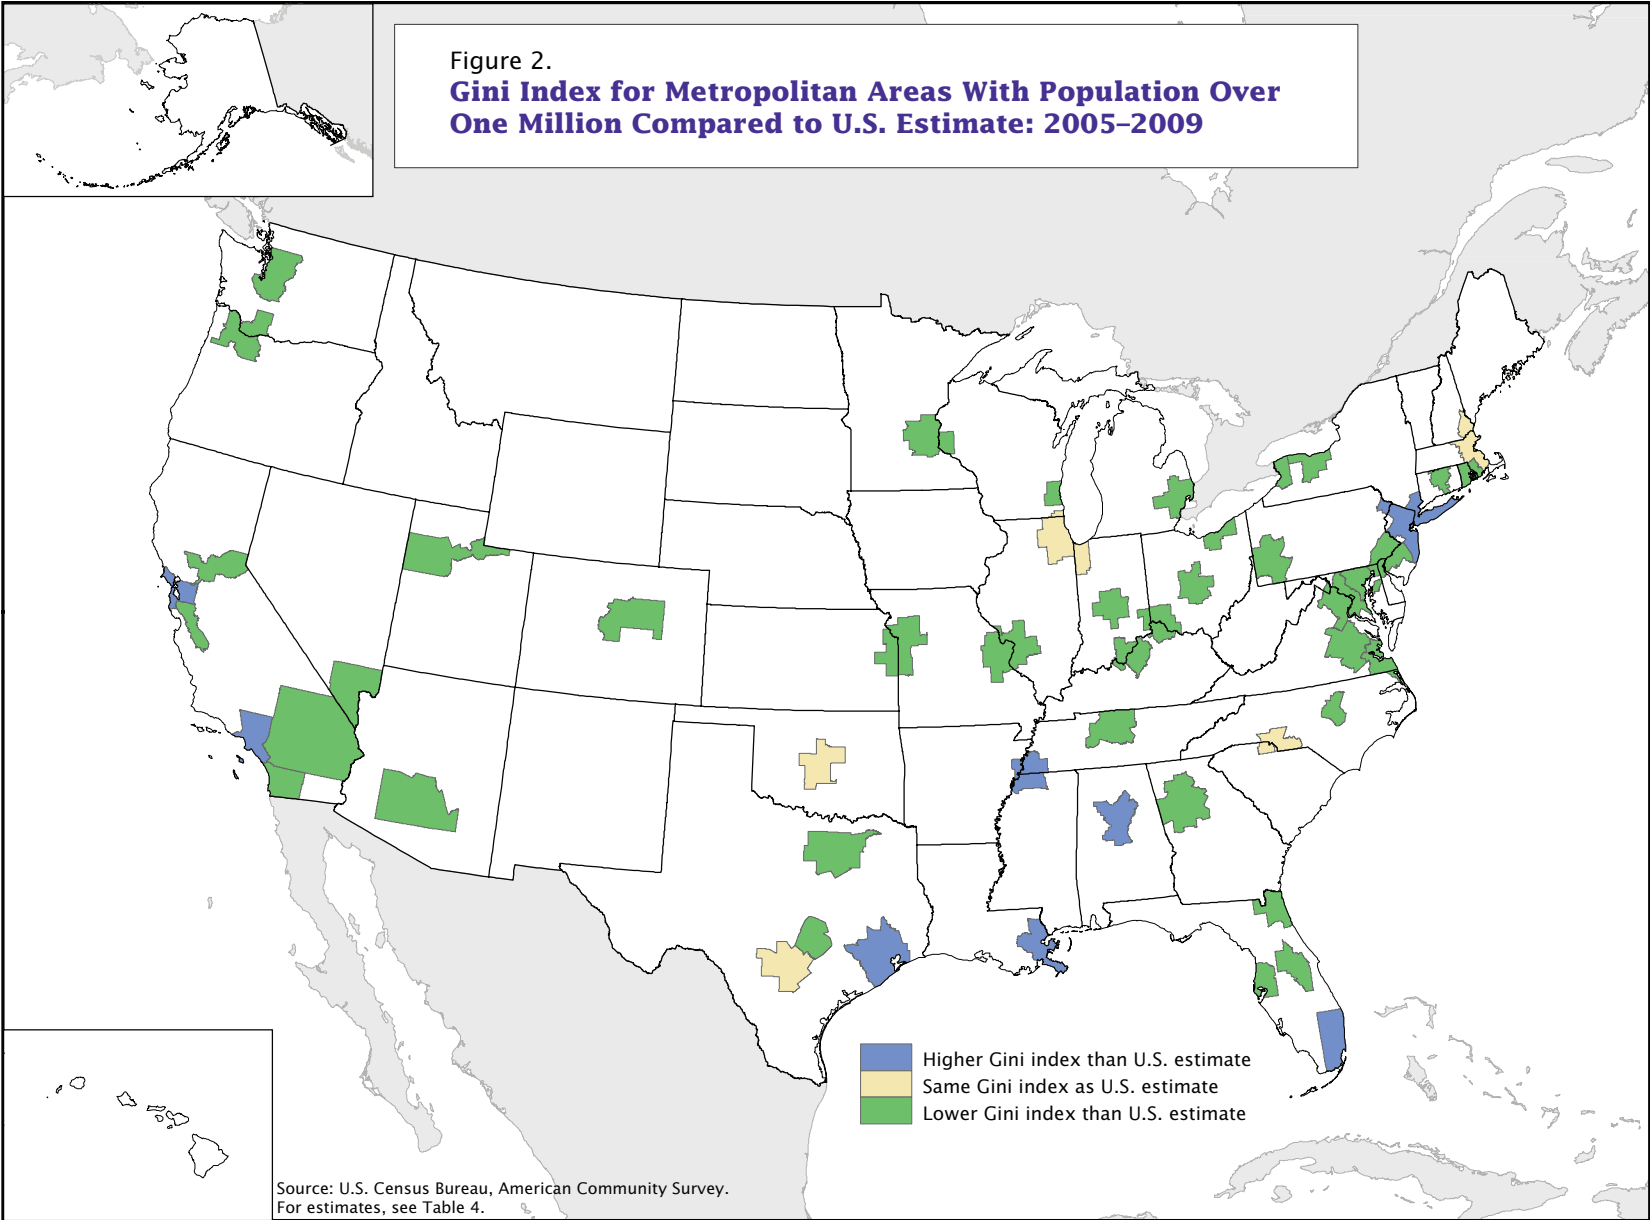 Figure 2.
Gini Index for Metropolitan Areas With Population Over
One Million Compared to U.S. Estimate: 2005–2009
Higher Gini index than U.S. estimate
Same Gini index as U.S. estimate
Lower Gini index than U.S. estimate
Source: U.S. Census Bureau, American Community Survey.
For estimates, see Table 4.